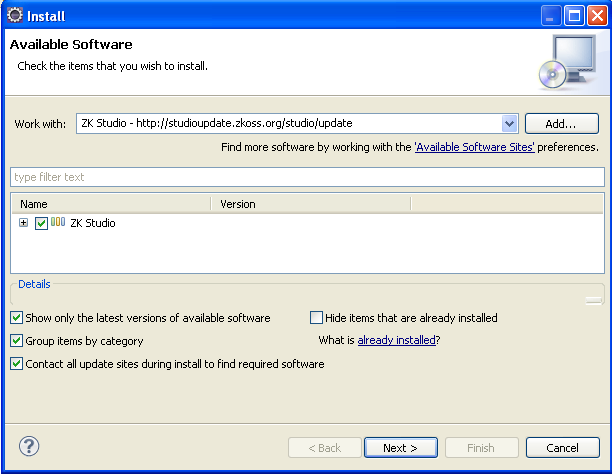 Install
Available Software
Check the items that you wish to install.
Work with: ZK Studio - http://studioupdate.zkoss.org/studio/update Add...
Find more software by working with the 'Available Software Sites' preferences.
type filter text
Name Version
ZK Studio
Details
Show only the latest versions of available software Hide items that are already installed
Group items by category What is already installed?
Contact all update sites during install to find required software
? < Back Next > Finish Cancel